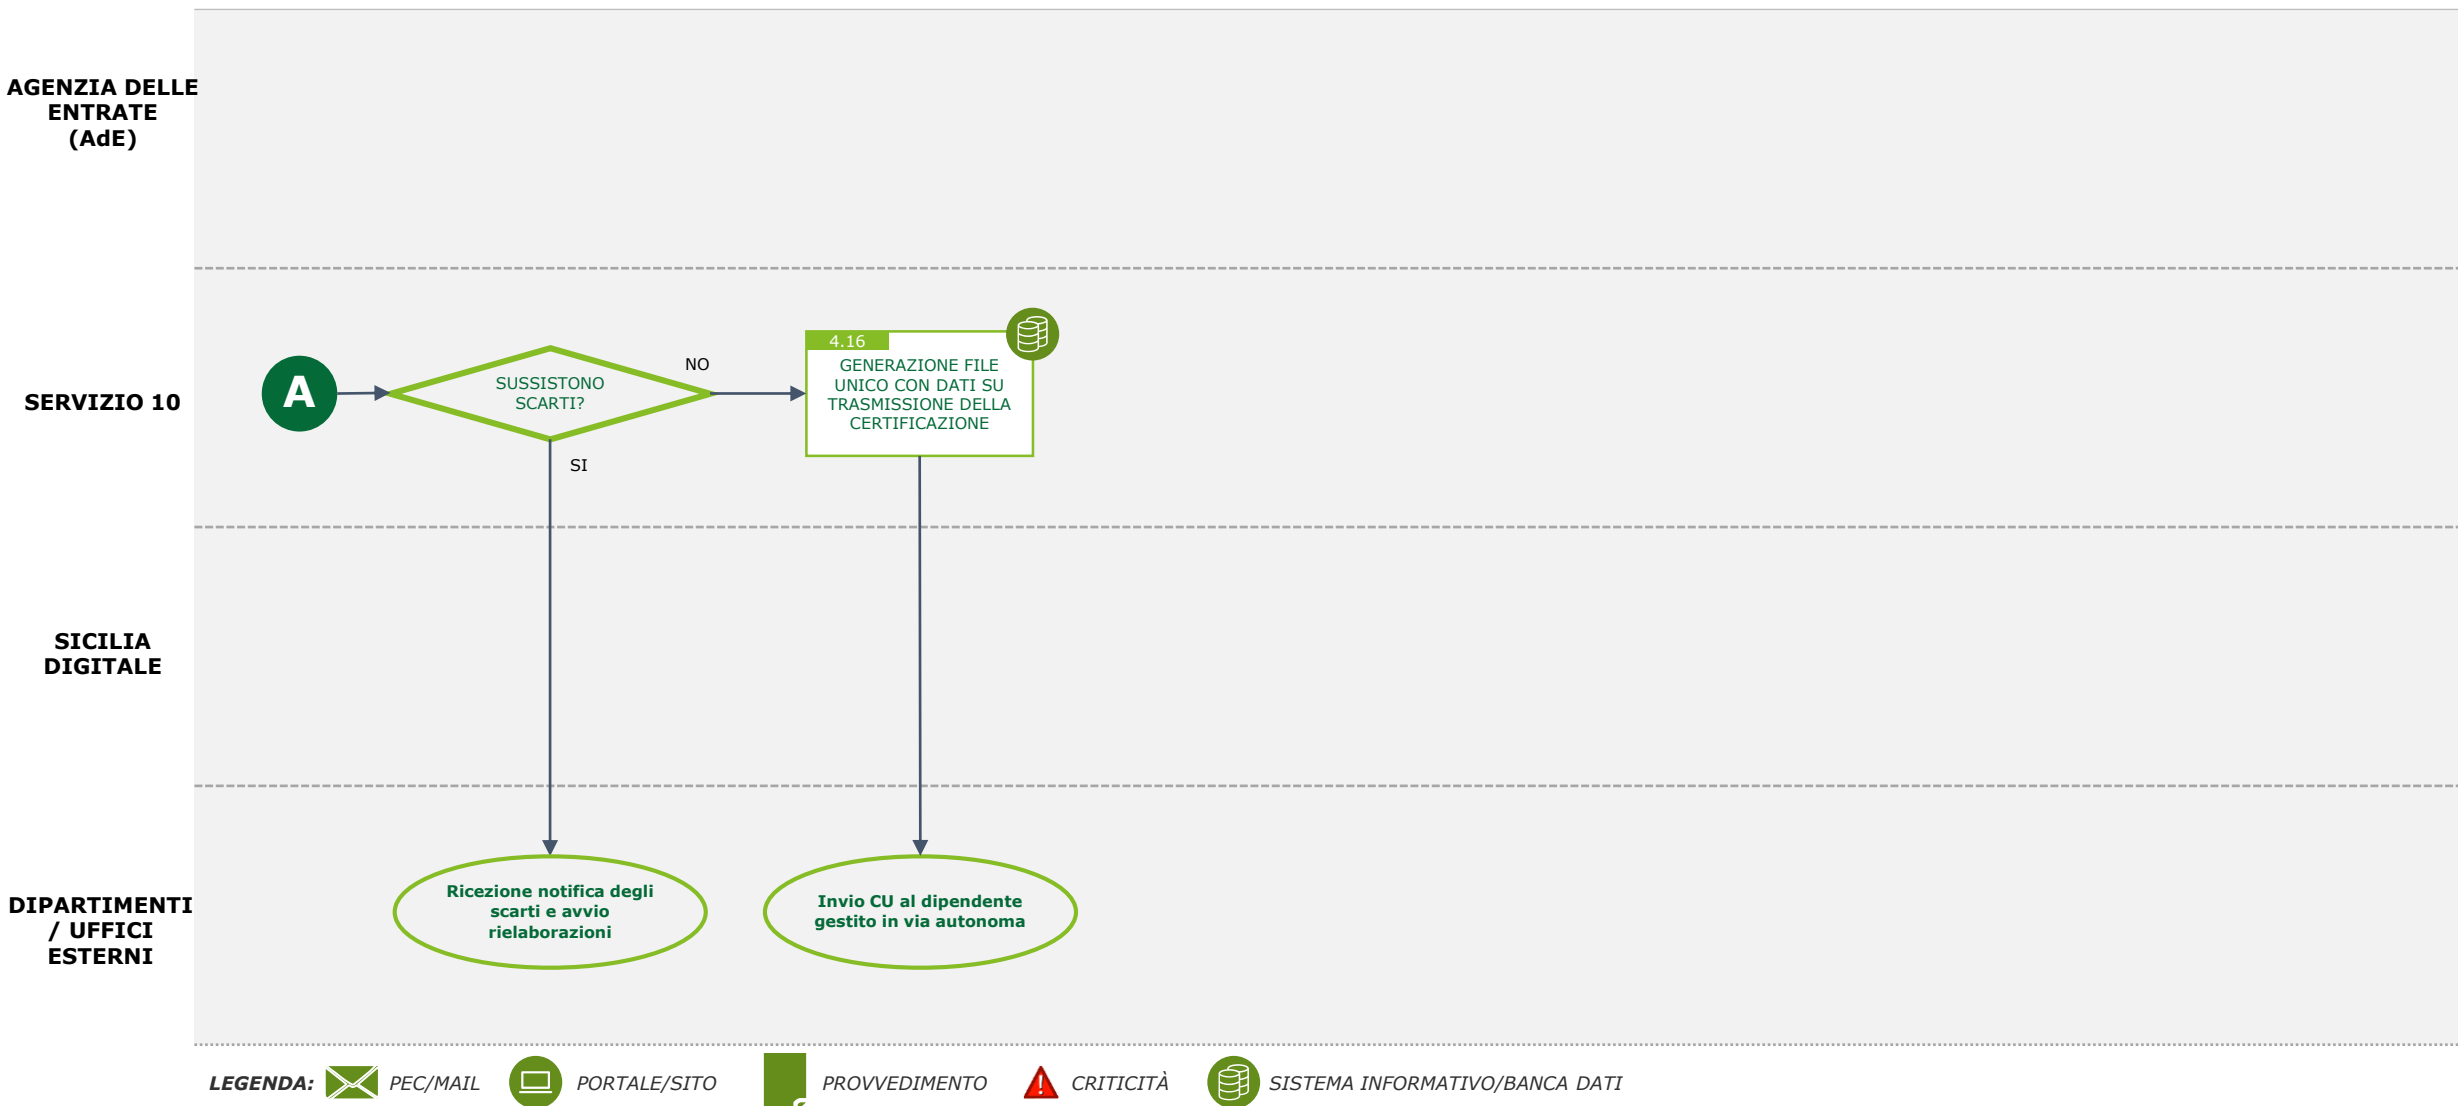 AGENZIA DELLE
ENTRATE
(AdE)
SERVIZIO 10
A
SUSSISTONO
SCARTI?
NO
SI
4.16
GENERAZIONE FILE
UNICO CON DATI SU
TRASMISSIONE DELLA
CERTIFICAZIONE
SICILIA
DIGITALE
DIPARTIMENTI
/ UFFICI
ESTERNI
Ricezione notifica degli
scarti e avvio
rielaborazioni
Invio CU al dipendente
gestito in via autonoma
LEGENDA: PEC/MAIL PORTALE/SITO PROVVEDIMENTO CRITICITÀ SISTEMA INFORMATIVO/BANCA DATI